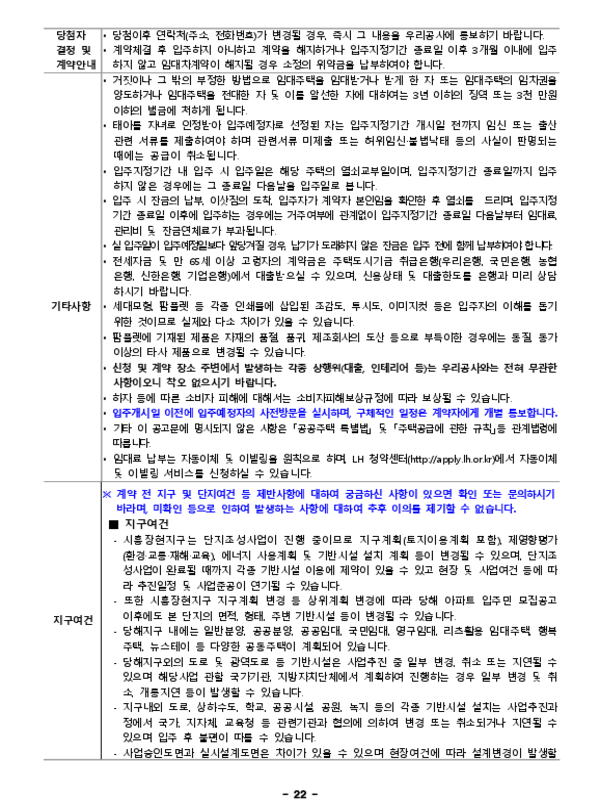 당첨자 결정 및 계약안내
• 당첨이후 연락처(주소, 전화번호)가 변경될 경우, 즉시 그 내용을 우리공사에 통보하기 바랍니다.
• 계약체결 후 입주하지 아니하고 계약을 해지하거나 입주지정기간 종료일 이후 3개월 이내에 입주
하지 않고 임대차계약이 해지될 경우 소정의 위약금을 납부하여야 합니다.
기타사항
• 거짓이나 그 밖의 부정한 방법으로 임대주택을 임대받거나 받게 한 자 또는 임대주택의 임차권을
양도하거나 임대주택을 전대한 자 및 이를 알선한 자에 대하여는 3년 이하의 징역 또는 3천 만원
이하의 벌금에 처하게 됩니다.
• 태아를 자녀로 인정받아 입주예정자로 선정된 자는 입주지정기간 개시일 전까지 임신 또는 출산
관련 서류를 제출하여야 하며 관련서류 미제출 또는 허위임신·불법낙태 등의 사실이 판명되는
때에는 공급이 취소됩니다.
• 입주지정기간 내 입주 시 입주일은 해당 주택의 열쇠교부일이며, 입주지정기간 종료일까지 입주
하지 않은 경우에는 그 종료일 다음날을 입주일로 봅니다.
• 입주 시 잔금의 납부, 이삿짐의 도착, 입주자가 계약자 본인임을 확인한 후 열쇠를 드리며, 입주지정
기간 종료일 이후에 입주하는 경우에는 거주여부에 관계없이 입주지정기간 종료일 다음날부터 임대료,
관리비 및 잔금연체료가 부과됩니다.
• 실 입주일이 입주예정일보다 앞당겨질 경우, 납기가 도래하지 않은 잔금은 입주 전에 함께 납부하여야 합니다.
• 전세자금 및 만 65세 이상 고령자의 계약금은 주택도시기금 취급은행(우리은행, 국민은행, 농협
은행, 신한은행, 기업은행)에서 대출받으실 수 있으며, 신용상태 및 대출한도를 은행과 미리 상담
하시기 바랍니다.
• 세대모형, 팜플렛 등 각종 인쇄물에 삽입된 조감도, 투시도, 이미지컷 등은 입주자의 이해를 돕기
위한 것이므로 실제와 다소 차이가 있을 수 있습니다.
• 팜플렛에 기재된 제품은 자재의 품절, 품귀, 제조회사의 도산 등으로 부득이한 경우에는 동질, 동가
이상의 타사 제품으로 변경될 수 있습니다.
• 신청 및 계약 장소 주변에서 발생하는 각종 상행위(대출, 인테리어 등)는 우리공사와는 전혀 무관한
사항이오니 착오 없으시기 바랍니다.
• 하자 등에 따른 소비자 피해에 대해서는 소비자피해보상규정에 따라 보상될 수 있습니다.
• 입주개시일 이전에 입주예정자의 사전방문을 실시하며, 구체적인 일정은 계약자에게 개별 통보합니다.
• 기타 이 공고문에 명시되지 않은 사항은 「공공주택 특별법」 및 「주택공급에 관한 규칙」등 관계법령에
따릅니다.
• 임대료 납부는 자동이체 및 이빌링을 원칙으로 하며, LH 청약센터(http://apply.lh.or.kr)에서 자동이체
및 이빌링 서비스를 신청하실 수 있습니다.
지구여건
※ 계약 전 지구 및 단지여건 등 제반사항에 대하여 궁금하신 사항이 있으면 확인 또는 문의하시기
바라며, 미확인 등으로 인하여 발생하는 사항에 대하여 추후 이의를 제기할 수 없습니다.
■ 지구여건
- 시흥장현지구는 단지조성사업이 진행 중이므로 지구계획(토지이용계획 포함), 제영향평가
(환경·교통·재해·교육), 에너지 사용계획 및 기반시설 설치 계획 등이 변경될 수 있으며, 단지조
성사업이 완료될 때까지 각종 기반시설 이용에 제약이 있을 수 있고 현장 및 사업여건 등에 따
라 추진일정 및 사업준공이 연기될 수 있습니다.
- 또한 시흥장현지구 지구계획 변경 등 상위계획 변경에 따라 당해 아파트 입주민 모집공고
이후에도 본 단지의 면적, 형태, 주변 기반시설 등이 변경될 수 있습니다.
- 당해지구 내에는 일반분양, 공공분양, 공공임대, 국민임대, 영구임대, 리츠활용 임대주택, 행복
주택, 뉴스테이 등 다양한 공동주택이 계획되어 있습니다.
- 당해지구외의 도로 및 광역도로 등 기반시설은 사업추진 중 일부 변경, 취소 또는 지연될 수
있으며 해당사업 관할 국가기관, 지방자치단체에서 계획하여 진행하는 경우 일부 변경 및 취
소, 개통지연 등이 발생할 수 있습니다.
- 지구내외 도로, 상하수도, 학교, 공공시설, 공원, 녹지 등의 각종 기반시설 설치는 사업추진과
정에서 국가, 지자체, 교육청 등 관련기관과 협의에 의하여 변경 또는 취소되거나 지연될 수
있으며 입주 후 불편이 따를 수 있습니다.
- 사업승인도면과 실시설계도면은 차이가 있을 수 있으며 현장여건에 따라 설계변경이 발생할
- 22 -